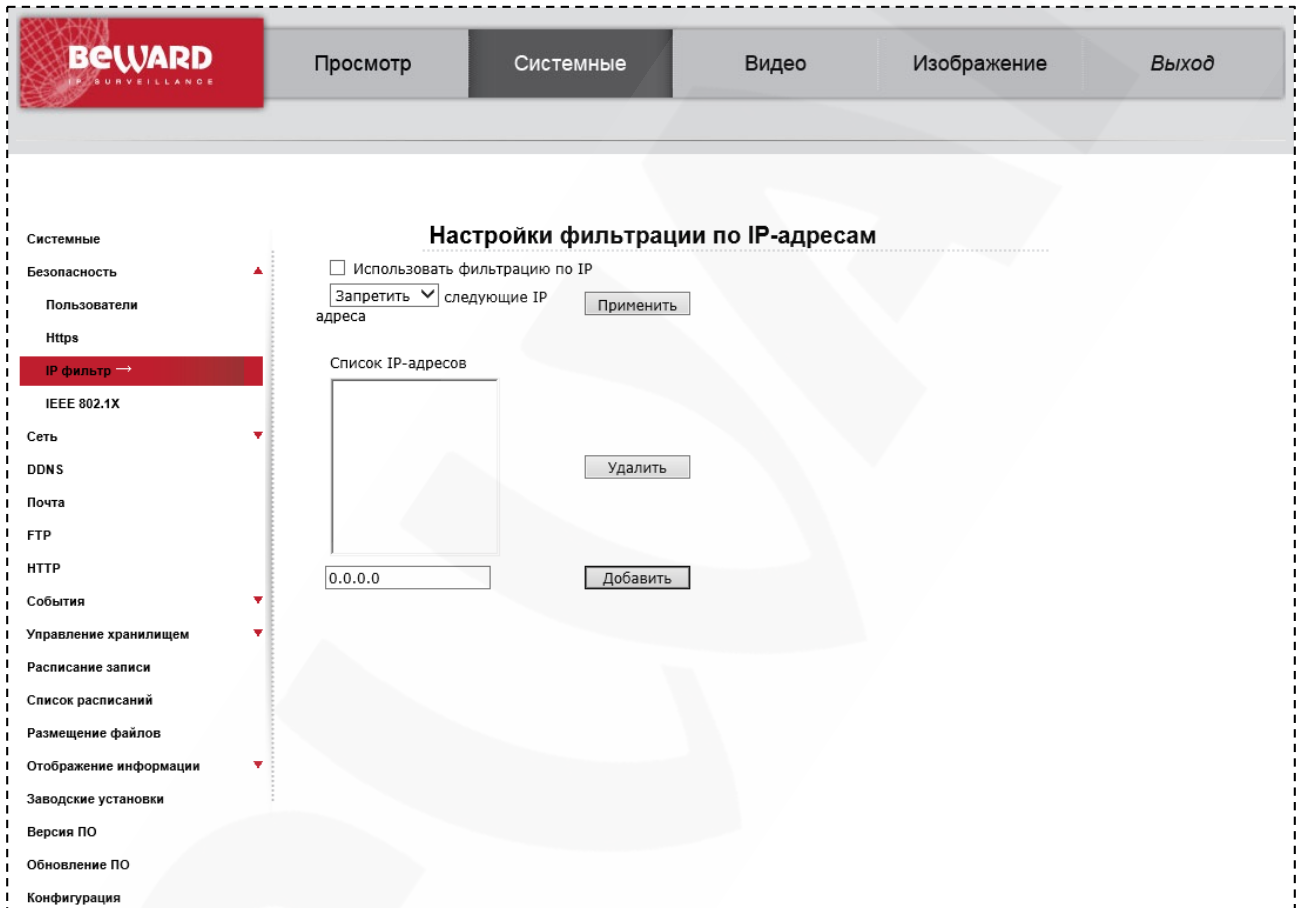 BEWARD
IP SURVEILLANCE
Просмотр
Системные
Видео
Изображение
Выход
Системные
Безопасность
Пользователи
Https
IP фильтр →
IEEE 802.1X
Сеть
DDNS
Почта
FTP
HTTP
События
Управление хранилищем
Расписание записи
Список расписаний
Размещение файлов
Отображение информации
Заводские установки
Версия ПО
Обновление ПО
Конфигурация
Настройки фильтрации по IP-адресам
Использовать фильтрацию по IP
Запретить следующие IP
адреса
Применить
Список IP-адресов
Удалить
0.0.0.0
Добавить